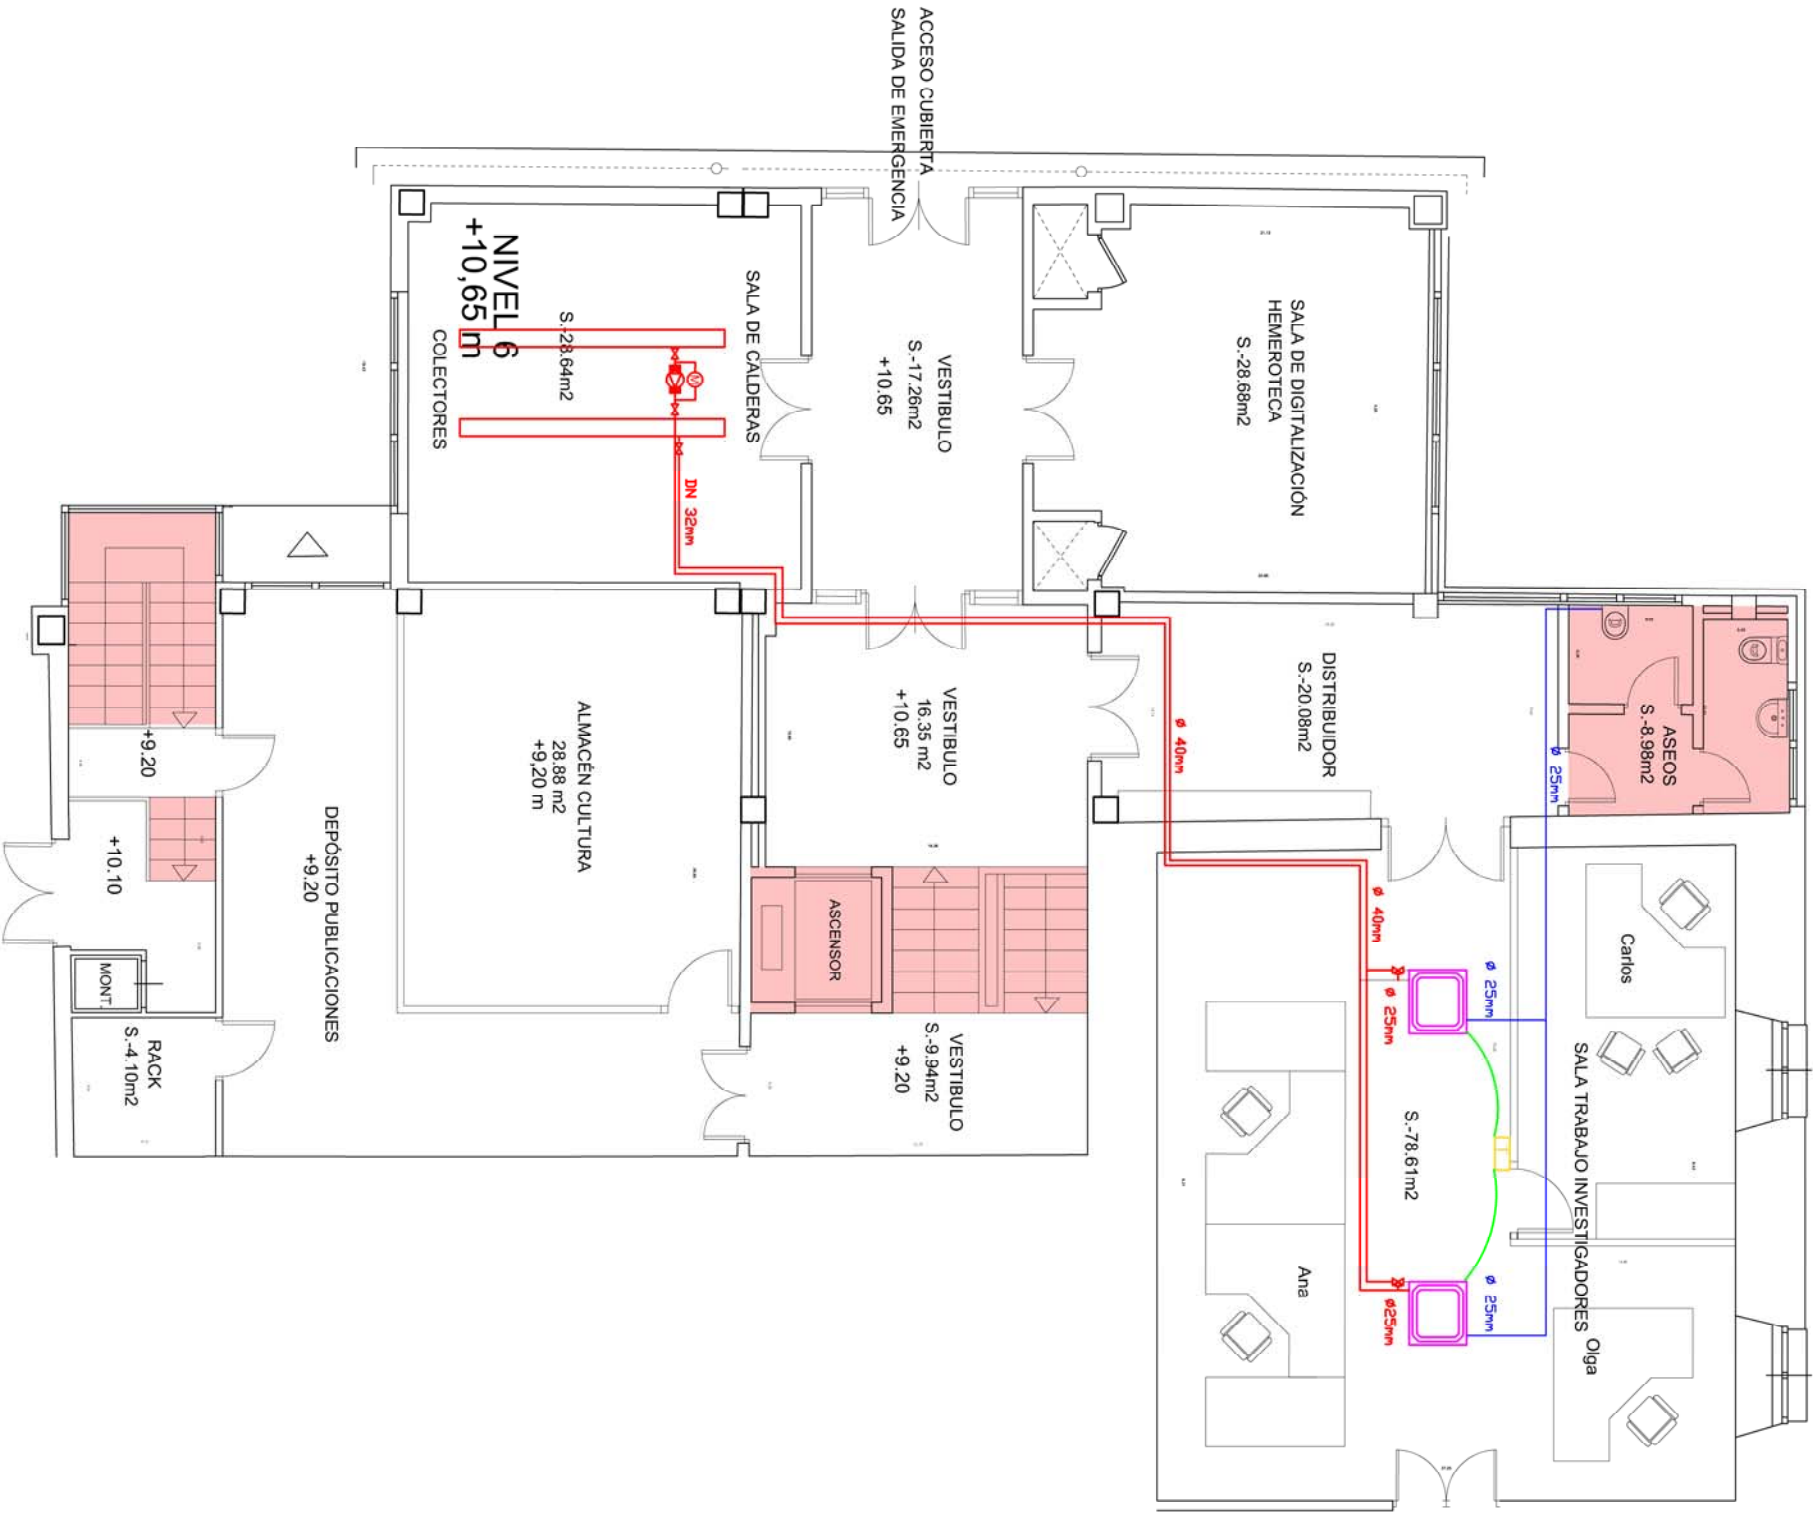 ACCESO CUBIERTA
SALIDA DE EMERGENCIA
NIVEL 6
+10,65 m
S.-28.64m2
COLECTORES
SALA DE CALDERAS
DN 32mm
VESTIBULO
S.-17.26m2
+10.65
SALA DE DIGITALIZACIÓN
HEMEROTECA
S.-28.68m2
VESTIBULO
16.35 m2
+10.65
DISTRIBUIDOR
S.-20.08m2
Ø 40mm
ASEOS
S.-8.98m2
Ø 25mm
ALMACÉN CULTURA
28.88 m2
+9,20 m
DEPÓSITO PUBLICACIONES
+9.20
+9.20
+10.10
MONT.
RACK
S.-4.10m2
ASCENSOR
VESTIBULO
S.-9.94m2
+9.20
Ø 40mm
Ø 25mm
Ø 25mm
Carlos
SALA TRABAJO INVESTIGADORES
S.-78.61m2
Ana
Olga
Ø 25mm
Ø25mm